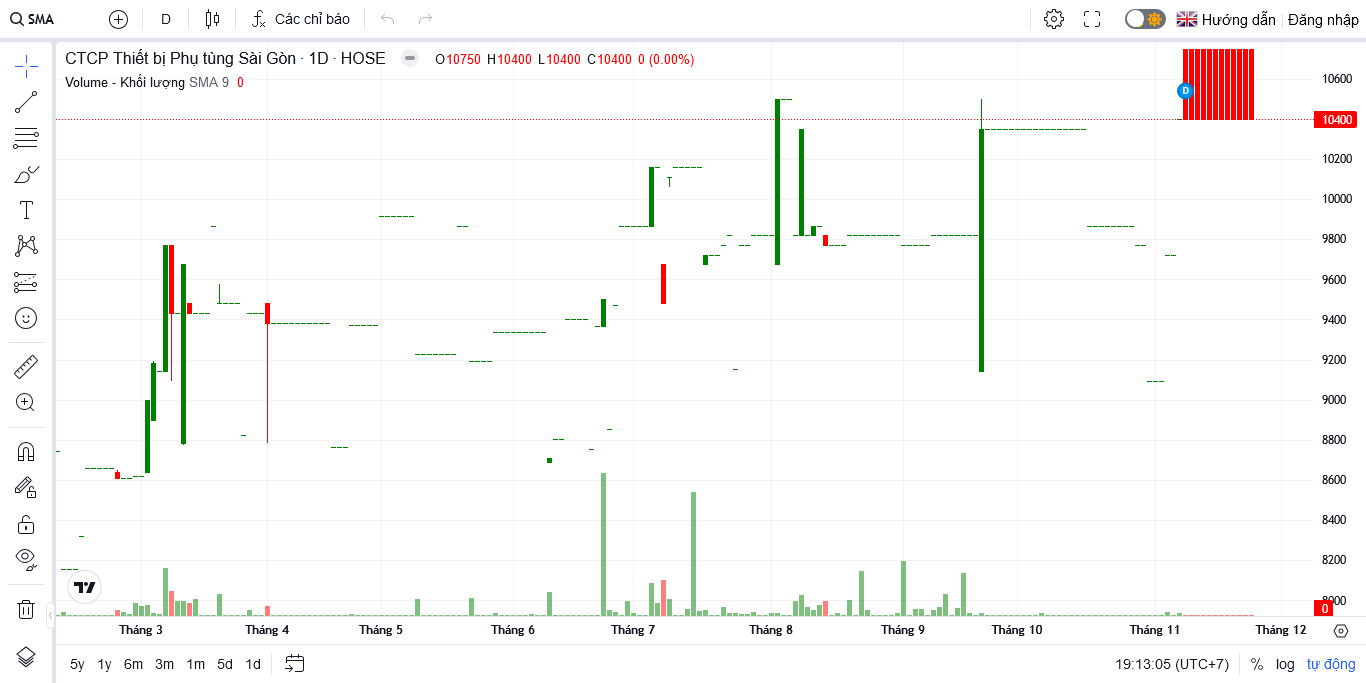 SMA D Các chỉ báo Hướng dẫn Đăng nhập
CTCP Thiết bị Phụ tùng Sài Gòn · 1D · HOSE O10750 H10400 L10400 C10400 0 (0.00%)
Volume - Khối lượng SMA 9 0
D
10600
10400
10200
10000
9800
9600
9400
9200
9000
8800
8600
8400
8200
8000
0
Tháng 3 Tháng 4 Tháng 5 Tháng 6 Tháng 7 Tháng 8 Tháng 9 Tháng 10 Tháng 11 Tháng 12
5y 1y 6m 3m 1m 5d 1d 19:13:05 (UTC+7) % log tự động